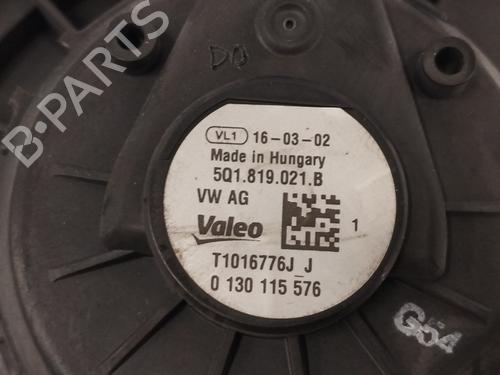 B-PARTS
DO
VL1 16-03-02
Made in Hungary
5Q1.819.021.B
VW AG
Valeo
1
T1016776J_J
0 130 115 576
G54